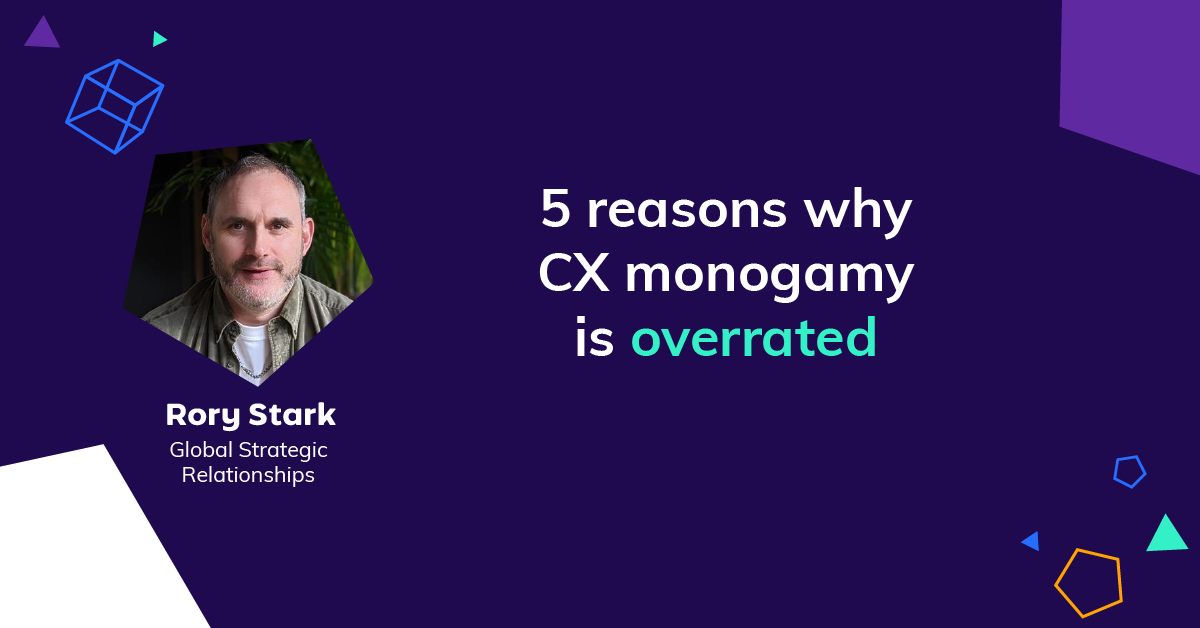 5 reasons why
CX monogamy
is overrated
Rory Stark
Global Strategic
Relationships